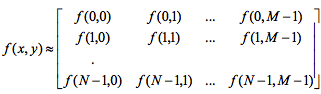 f(0,0) f(0,1) ... f(0,M−1)
f(x,y)≈ f(1,0) f(1,1) ... f(1,M−1)
.
f(N−1,0) f(N−1,1) ... f(N−1,M−1)